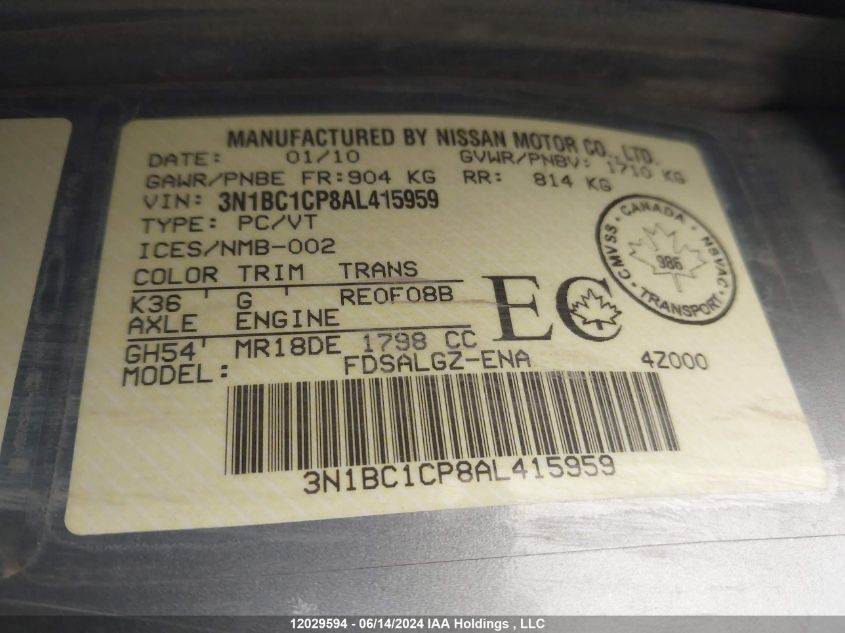 MANUFACTURED BY NISSAN MOTOR CO., LTD.
DATE: 01/10 GVWR/PNBV: 1710 KG
GAWR/PNBE FR: 904 KG RR: 814 KG
VIN: 3N1BC1CP8AL415959
TYPE: PC/VT
ICES/NMB-002
COLOR TRIM TRANS
K36 ' G ' RE0F08B
AXLE ENGINE
GH54 ' MR18DE 1798 CC
MODEL: FDSALGZ-ENA 4Z000
EC
CANADA
CMVSS · NSVAC
986
TRANSPORT
3N1BC1CP8AL415959
12029594 - 06/14/2024 IAA Holdings , LLC